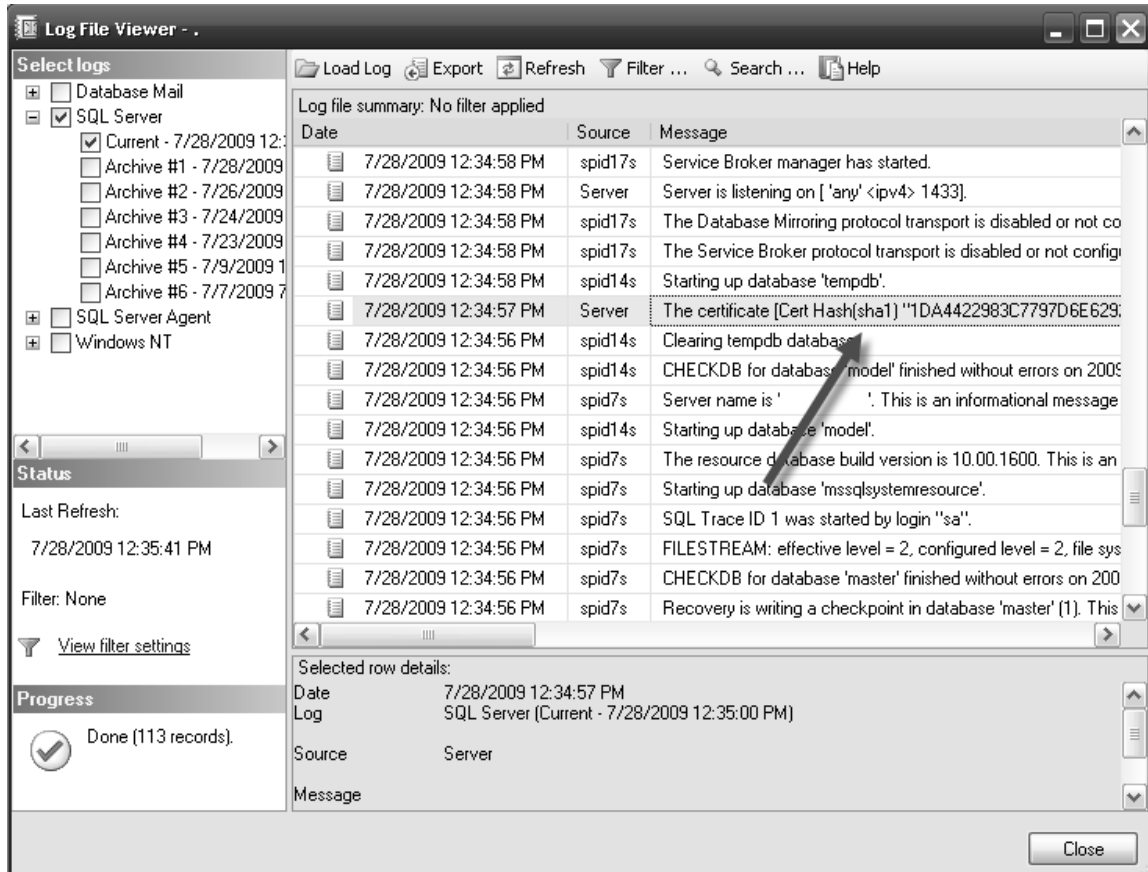 Log File Viewer - .
Select logs
Database Mail
SQL Server
Current - 7/28/2009 12:
Archive #1 - 7/28/2009
Archive #2 - 7/26/2009
Archive #3 - 7/24/2009
Archive #4 - 7/23/2009
Archive #5 - 7/9/2009 1
Archive #6 - 7/7/2009 7
SQL Server Agent
Windows NT
Status
Last Refresh:
7/28/2009 12:35:41 PM
Filter: None
View filter settings
Progress
Done (113 records).
Load Log Export Refresh Filter ... Search ... Help
Log file summary: No filter applied
Date Source Message
7/28/2009 12:34:58 PM spid17s Service Broker manager has started.
7/28/2009 12:34:58 PM Server Server is listening on [ 'any' <ipv4> 1433].
7/28/2009 12:34:58 PM spid17s The Database Mirroring protocol transport is disabled or not co
7/28/2009 12:34:58 PM spid17s The Service Broker protocol transport is disabled or not config
7/28/2009 12:34:58 PM spid14s Starting up database 'tempdb'.
7/28/2009 12:34:57 PM Server The certificate [Cert Hash(sha1) "1DA4422983C7797D6E629
7/28/2009 12:34:56 PM spid14s Clearing tempdb database
7/28/2009 12:34:56 PM spid14s CHECKDB for database 'model' finished without errors on 2009
7/28/2009 12:34:56 PM spid7s Server name is ' '. This is an informational message
7/28/2009 12:34:56 PM spid14s Starting up database 'model'.
7/28/2009 12:34:56 PM spid7s The resource database build version is 10.00.1600. This is an
7/28/2009 12:34:56 PM spid7s Starting up database 'mssqlsystemresource'.
7/28/2009 12:34:56 PM spid7s SQL Trace ID 1 was started by login "sa".
7/28/2009 12:34:56 PM spid7s FILESTREAM: effective level = 2, configured level = 2, file sys
7/28/2009 12:34:56 PM spid7s CHECKDB for database 'master' finished without errors on 200
7/28/2009 12:34:56 PM spid7s Recovery is writing a checkpoint in database 'master' (1). This
Selected row details:
Date 7/28/2009 12:34:57 PM
Log SQL Server (Current - 7/28/2009 12:35:00 PM)
Source Server
Message
Close